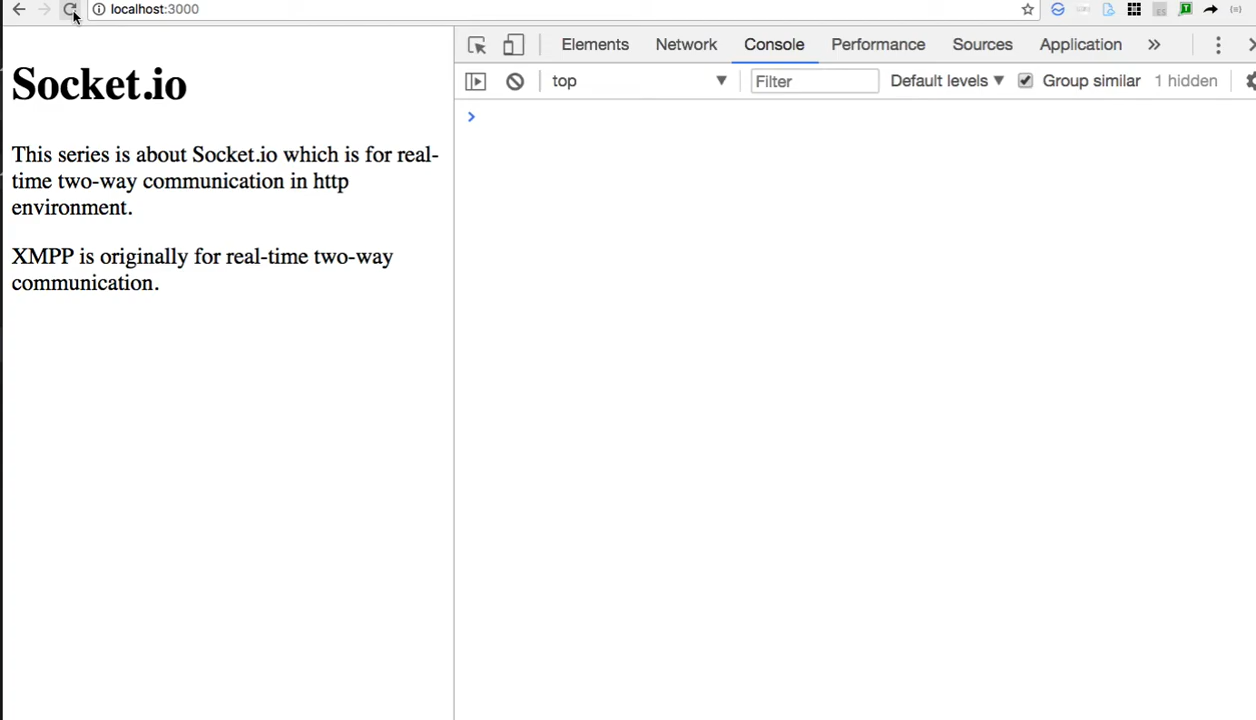 localhost:3000
Elements Network Console Performance Sources Application »
top Filter Default levels Group similar 1 hidden
Socket.io
This series is about Socket.io which is for real-
time two-way communication in http
environment.
XMPP is originally for real-time two-way
communication.